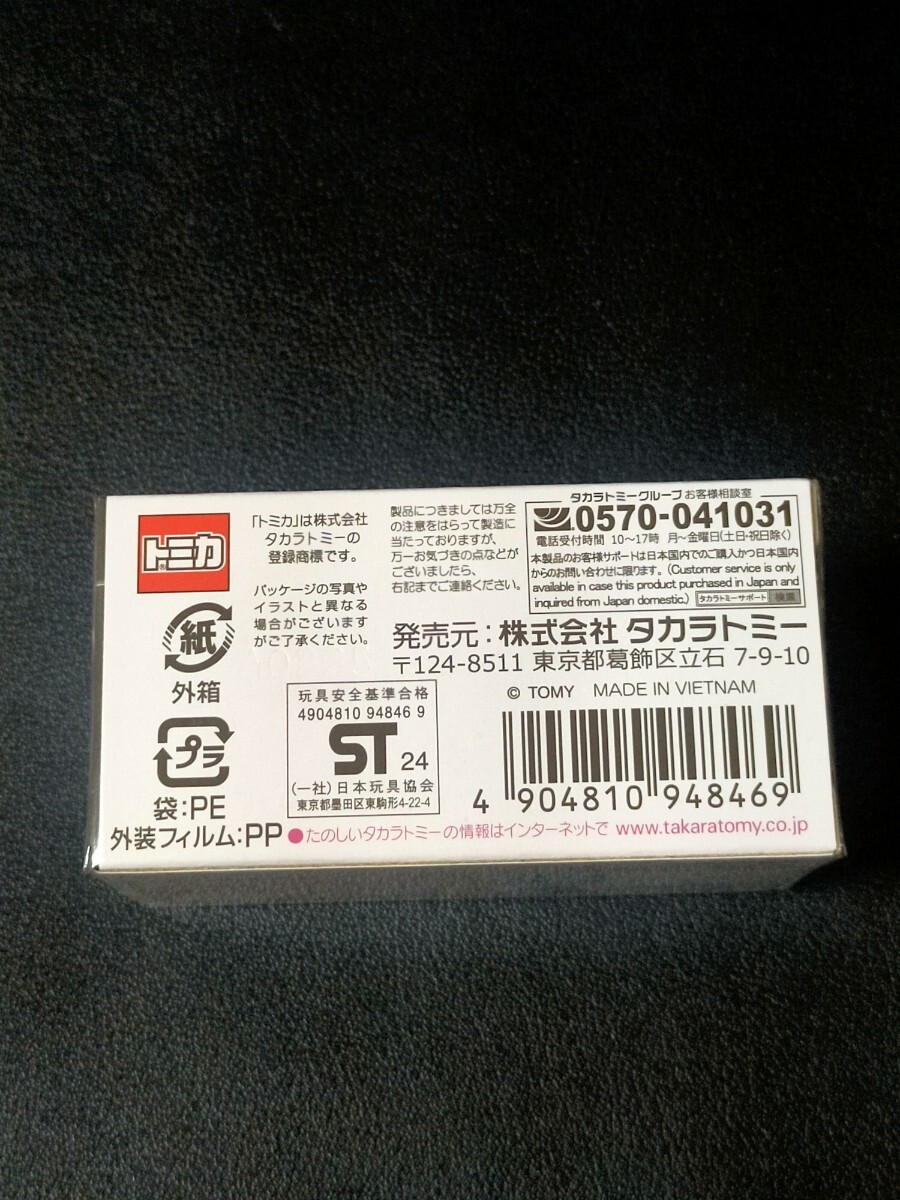 トミカ
®
「トミカ」は株式会社
タカラトミーの
登録商標です。
パッケージの写真や
イラストと異なる
場合がございます
がご了承ください。
製品につきましては万全
の注意をはらって製造に
当たっておりますが、
万一お気づきの点などが
ございましたら、
右記までご連絡ください。
タカラトミーグループ お客様相談室
0570-041031
電話受付時間 10〜17時 月〜金曜日(土日・祝日除く)
本製品のお客様サポートは日本国内でのご購入かつ日本国内
からのお問い合わせに限ります。(Customer service is only
available in case this product purchased in Japan and
inquired from Japan domestic.) タカラトミーサポート 検索
発売元:株式会社 タカラトミー
〒124-8511 東京都葛飾区立石 7-9-10
© TOMY MADE IN VIETNAM
紙
外箱
プラ
袋:PE
外装フィルム:PP
玩具安全基準合格
4904810 94846 9
ST 24
(一社)日本玩具協会
東京都墨田区東駒形4-22-4
4 904810 948469
●たのしいタカラトミーの情報はインターネットで www.takaratomy.co.jp